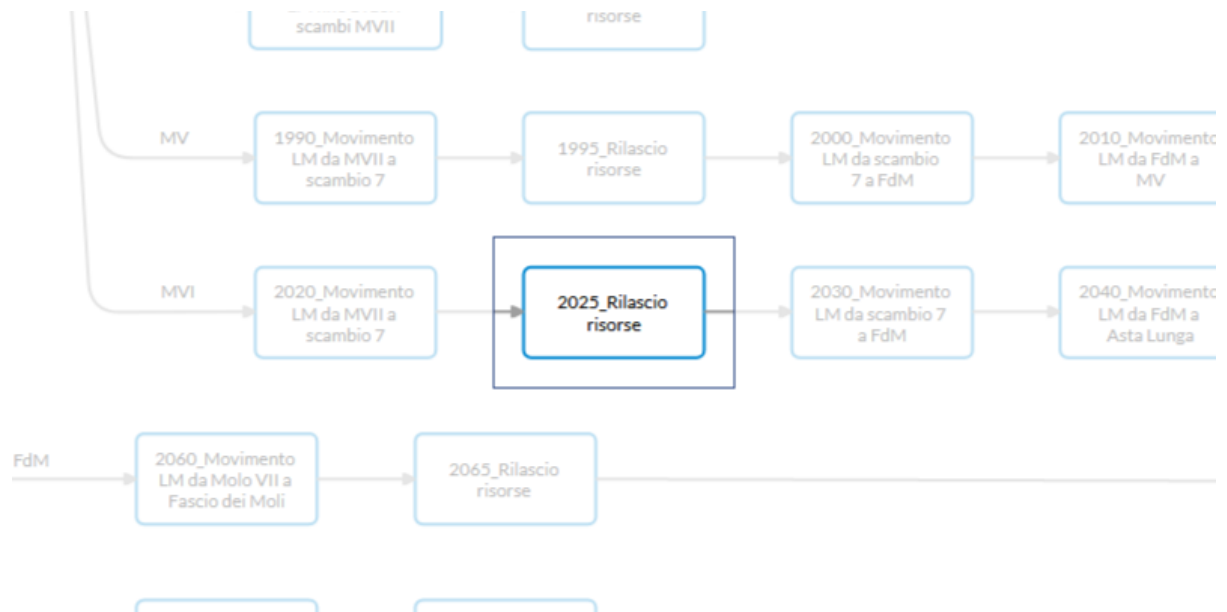 scambi MVII
risorse
MV
1990_Movimento
LM da MVII a
scambio 7
1995_Rilascio
risorse
2000_Movimento
LM da scambio
7 a FdM
2010_Movimento
LM da FdM a
MV
MVI
2020_Movimento
LM da MVII a
scambio 7
2025_Rilascio
risorse
2030_Movimento
LM da scambio 7
a FdM
2040_Movimento
LM da FdM a
Asta Lunga
FdM
2060_Movimento
LM da Molo VII a
Fascio dei Moli
2065_Rilascio
risorse